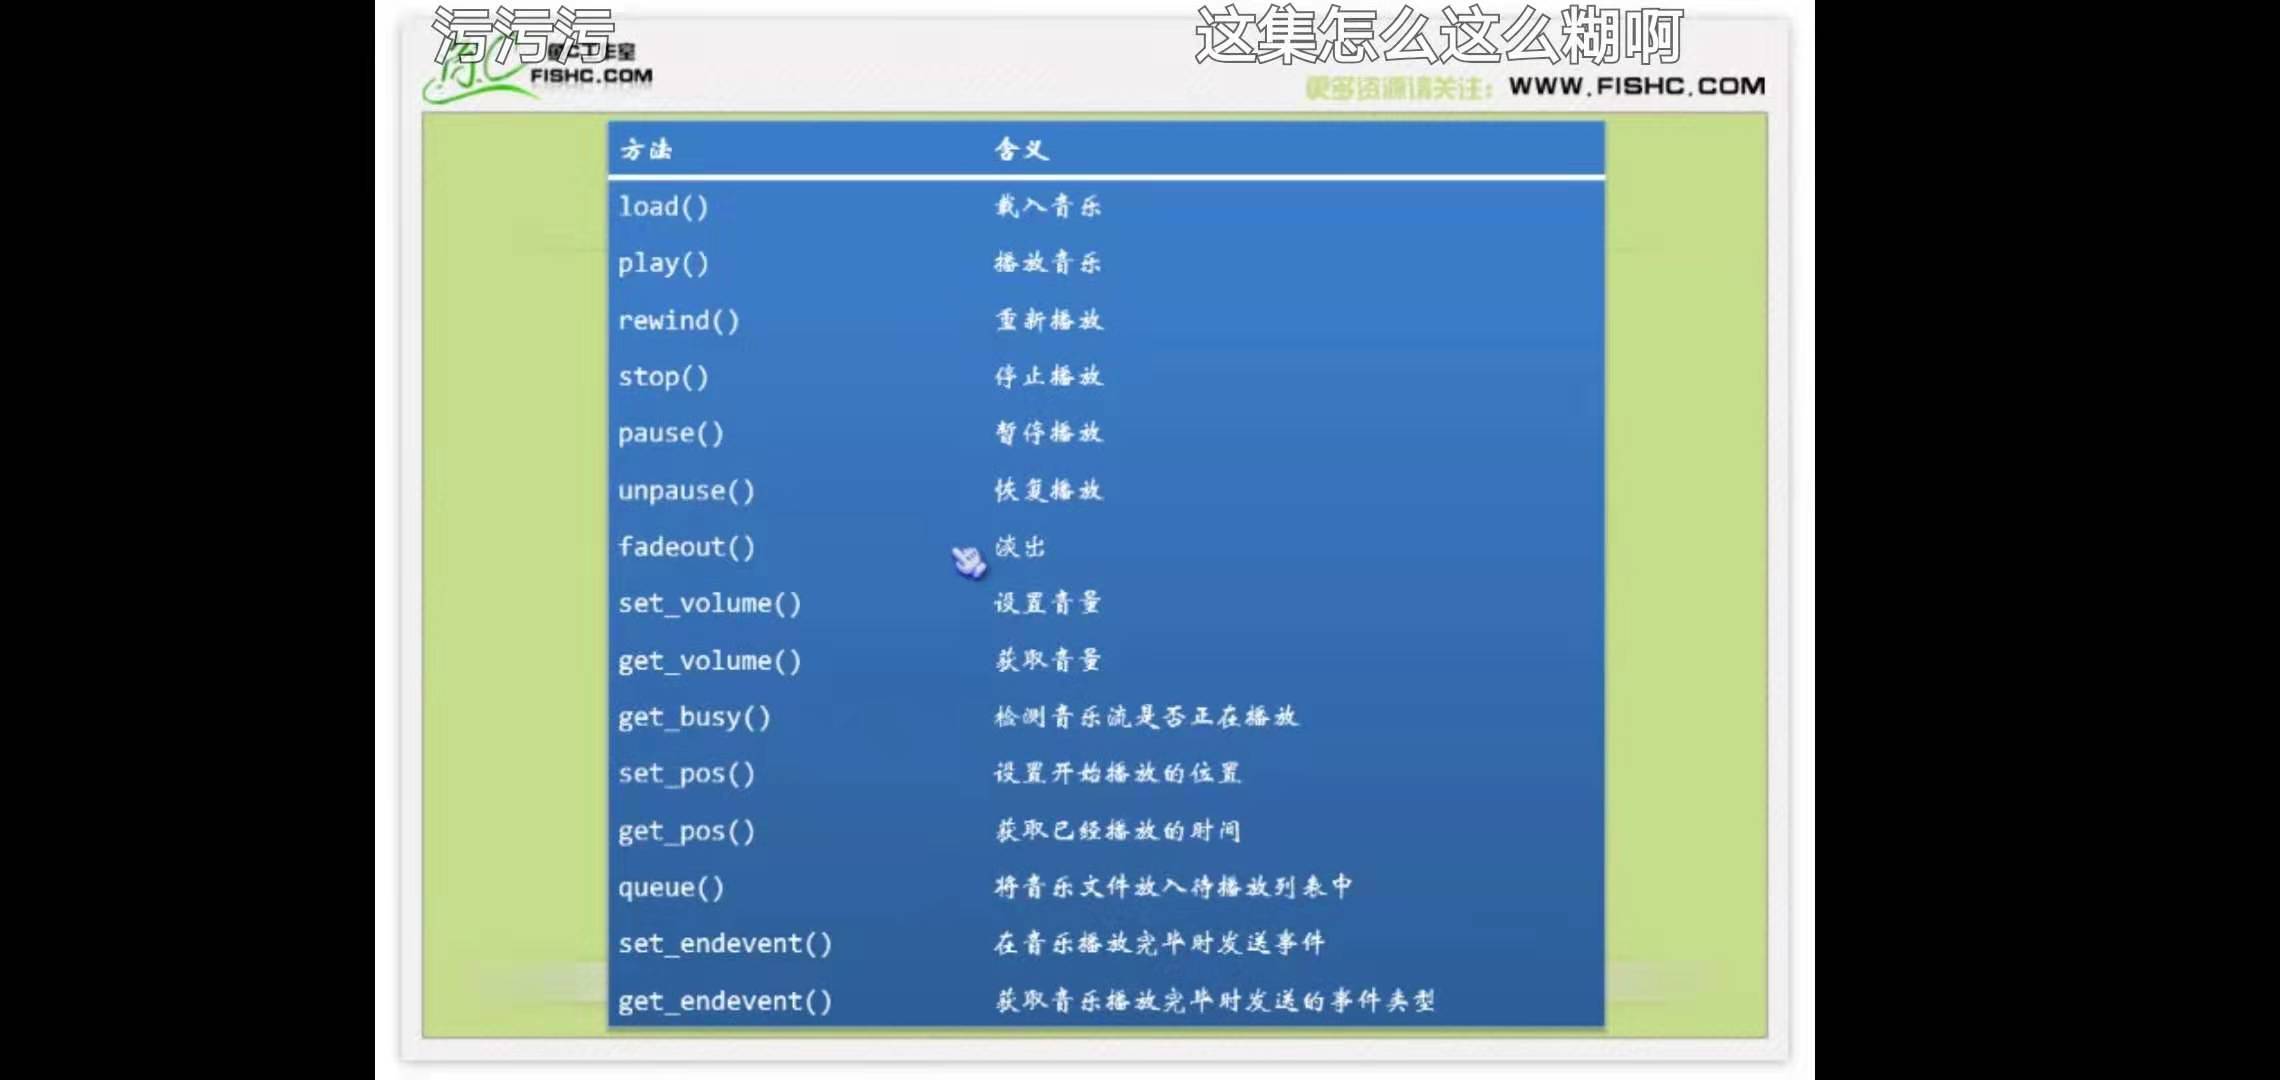 污污污
这集怎么这么糊啊
鱼C工作室
FISHC.COM
更多资源请关注: WWW.FISHC.COM
方法 含义
load() 载入音乐
play() 播放音乐
rewind() 重新播放
stop() 停止播放
pause() 暂停播放
unpause() 恢复播放
fadeout() 淡出
set_volume() 设置音量
get_volume() 获取音量
get_busy() 检测音乐流是否正在播放
set_pos() 设置开始播放的位置
get_pos() 获取已经播放的时间
queue() 将音乐文件放入待播放列表中
set_endevent() 在音乐播放完毕时发送事件
get_endevent() 获取音乐播放完毕时发送的事件类型